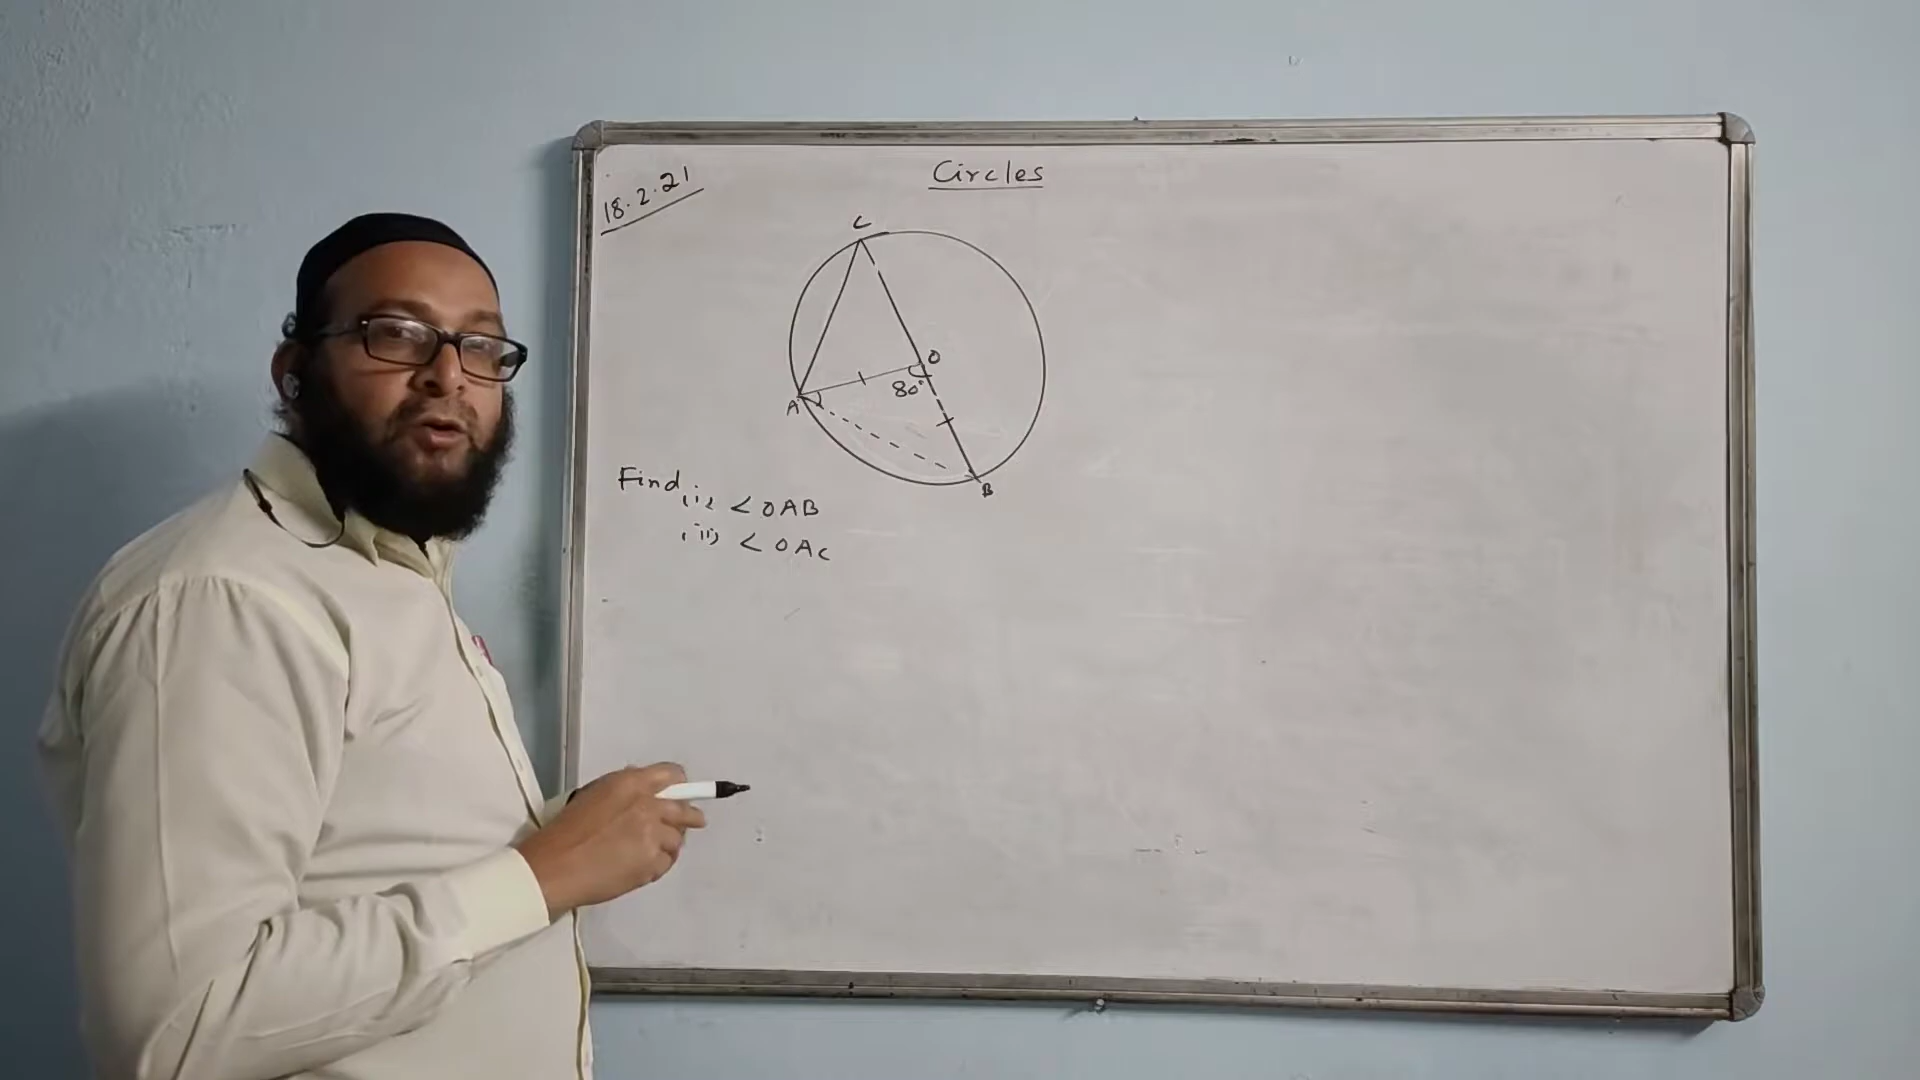 18.2.21
Circles
C
O
80°
A
B
Find (i) <OAB
(ii) <OAC